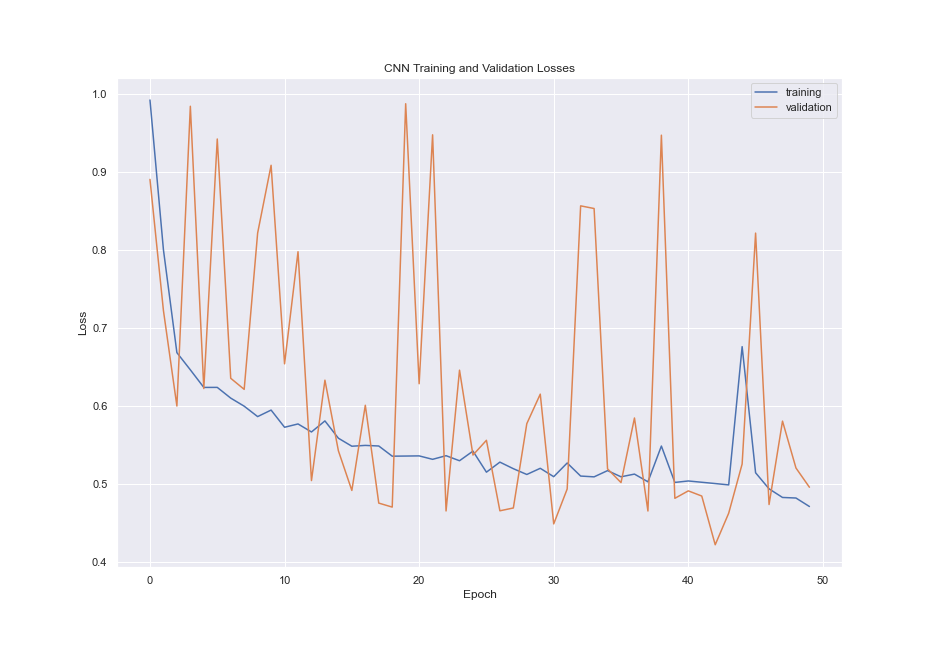 CNN Training and Validation Losses
training
validation
1.0
0.9
0.8
0.7
0.6
0.5
0.4
Loss
0 10 20 30 40 50
Epoch